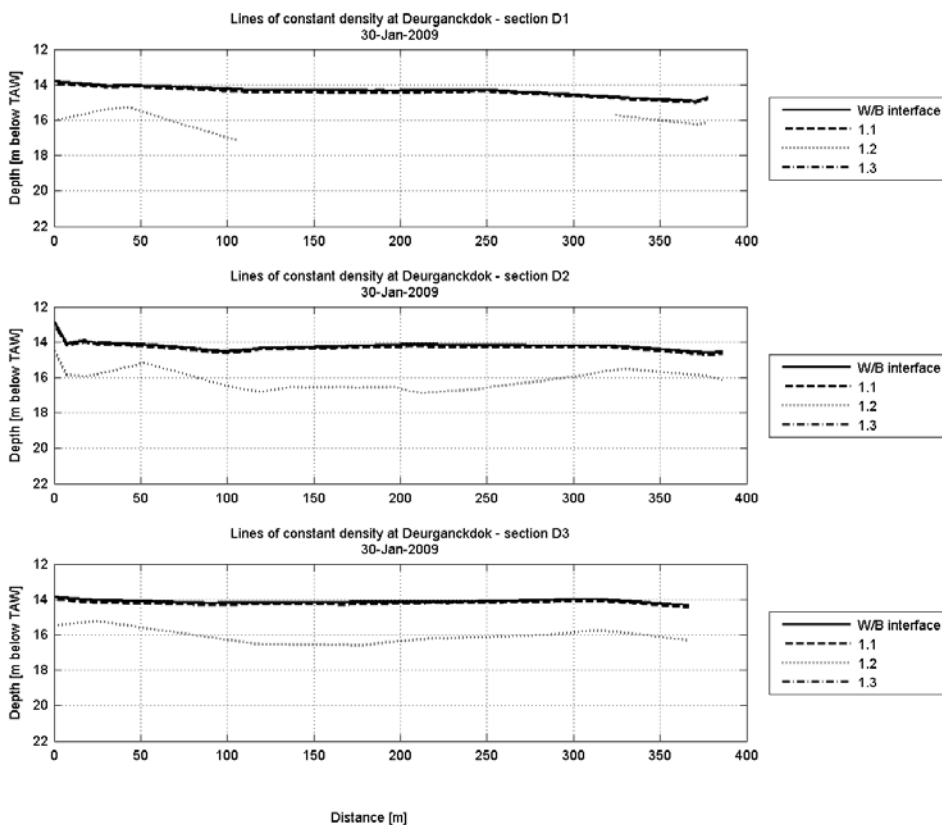 Lines of constant density at Deurganckdok - section D1
30-Jan-2009
12
14
16
18
20
22
Depth [m below TAW]
0 50 100 150 200 250 300 350 400
W/B interface
1.1
1.2
1.3
Lines of constant density at Deurganckdok - section D2
30-Jan-2009
12
14
16
18
20
22
Depth [m below TAW]
0 50 100 150 200 250 300 350 400
W/B interface
1.1
1.2
1.3
Lines of constant density at Deurganckdok - section D3
30-Jan-2009
12
14
16
18
20
22
Depth [m below TAW]
0 50 100 150 200 250 300 350 400
W/B interface
1.1
1.2
1.3
Distance [m]